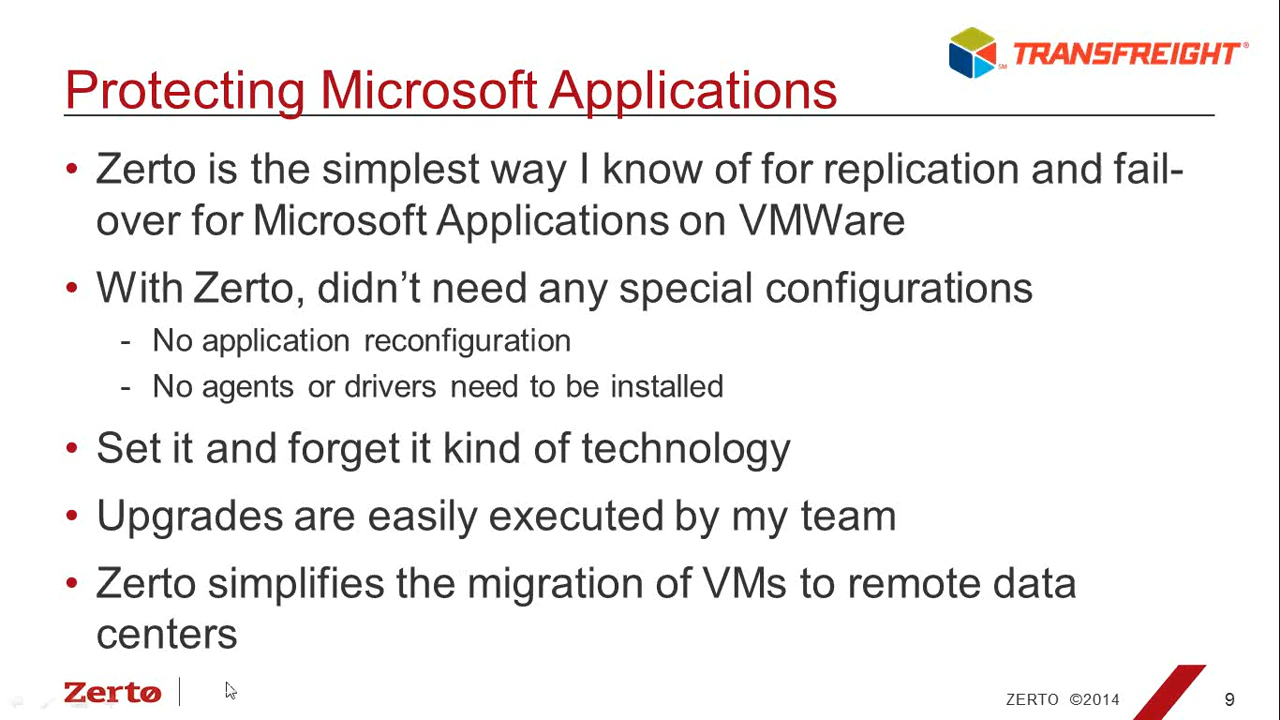 TRANSFREIGHT®
SM
Protecting Microsoft Applications
• Zerto is the simplest way I know of for replication and fail-
over for Microsoft Applications on VMWare
• With Zerto, didn’t need any special configurations
- No application reconfiguration
- No agents or drivers need to be installed
• Set it and forget it kind of technology
• Upgrades are easily executed by my team
• Zerto simplifies the migration of VMs to remote data
centers
Zerto
ZERTO ©2014
9